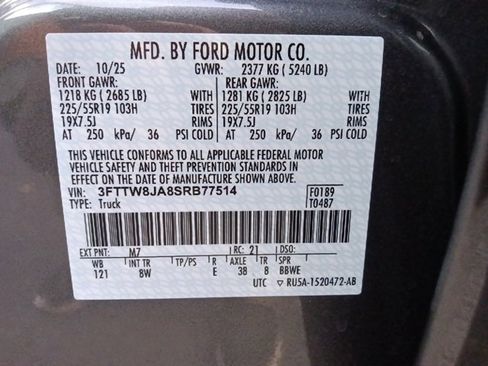 MFD. BY FORD MOTOR CO.
DATE: 10/25 GVWR: 2377 KG ( 5240 LB)
FRONT GAWR: REAR GAWR:
1218 KG ( 2685 LB) WITH 1281 KG ( 2825 LB) WITH
225/55R19 103H TIRES 225/55R19 103H TIRES
19X7.5J RIMS 19X7.5J RIMS
AT 250 kPa/ 36 PSI COLD AT 250 kPa/ 36 PSI COLD
THIS VEHICLE CONFORMS TO ALL APPLICABLE FEDERAL MOTOR
VEHICLE SAFETY AND THEFT PREVENTION STANDARDS IN
EFFECT ON THE DATE OF MANUFACTURE SHOWN ABOVE.
VIN: 3FTTW8JA8SRB77514 F0189
TYPE: Truck T0487
EXT PNT: M7 RC: 21 DSO:
WB INT TR TP/PS R AXLE TR SPR
121 BW E 38 8 BBWE
UTC ▽ RU5A-1520472-AB